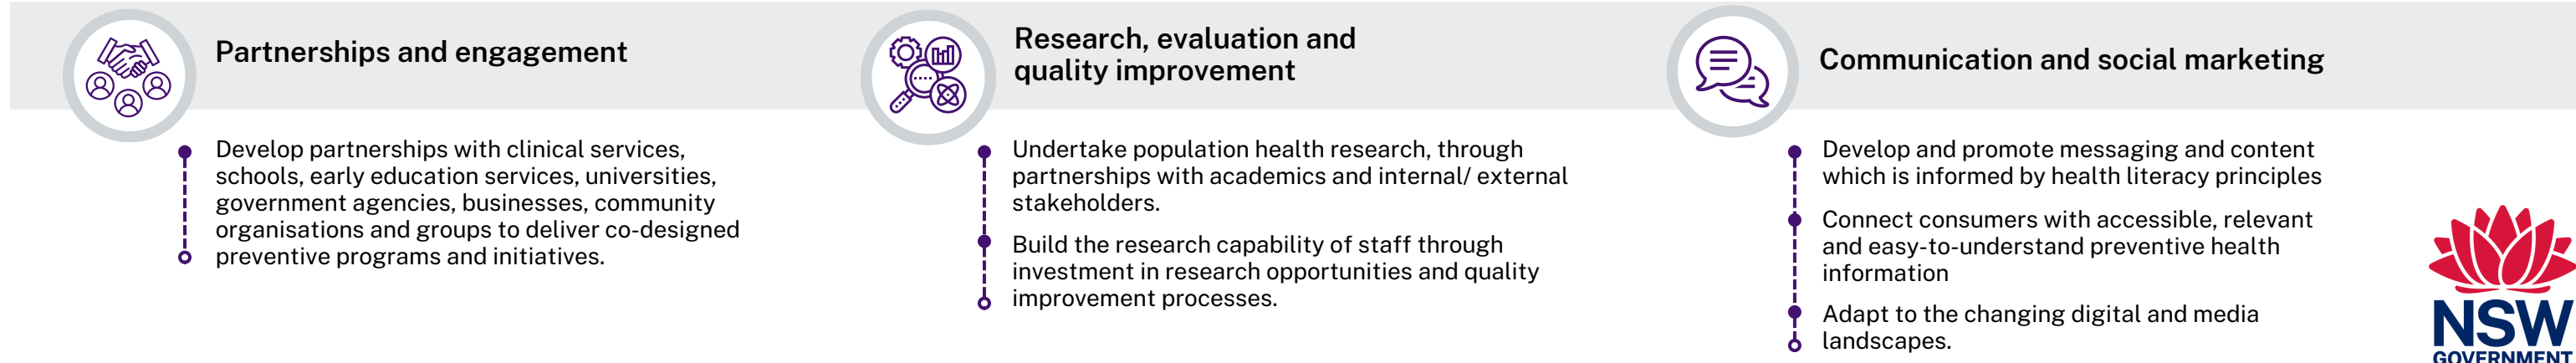 Partnerships and engagement
Develop partnerships with clinical services,
schools, early education services, universities,
government agencies, businesses, community
organisations and groups to deliver co-designed
preventive programs and initiatives.
Research, evaluation and
quality improvement
Undertake population health research, through
partnerships with academics and internal/ external
stakeholders.
Build the research capability of staff through
investment in research opportunities and quality
improvement processes.
Communication and social marketing
Develop and promote messaging and content
which is informed by health literacy principles
Connect consumers with accessible, relevant
and easy-to-understand preventive health
information
Adapt to the changing digital and media
landscapes.
NSW
GOVERNMENT